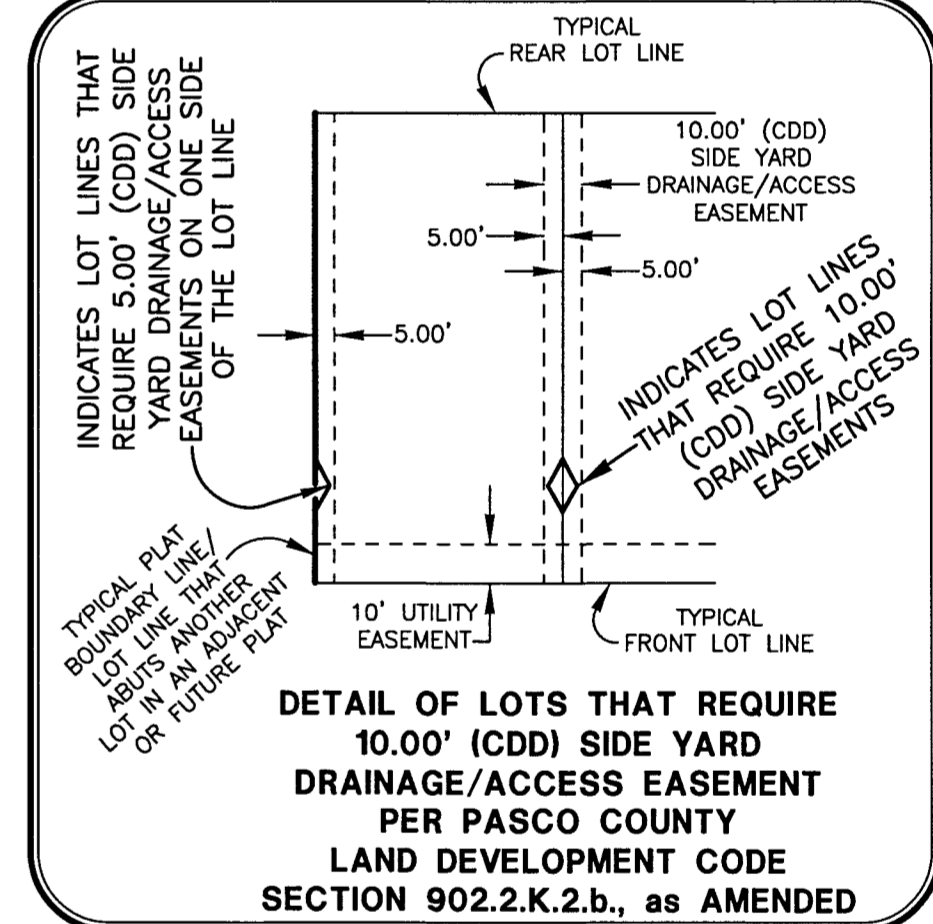 TYPICAL
REAR LOT LINE
INDICATES LOT LINES THAT
REQUIRE 5.00' (CDD) SIDE
YARD DRAINAGE/ACCESS
EASEMENTS ON ONE SIDE
OF THE LOT LINE
10.00' (CDD)
SIDE YARD
DRAINAGE/ACCESS
EASEMENT
5.00'
5.00'
5.00'
INDICATES LOT LINES
THAT REQUIRE 10.00'
(CDD) SIDE YARD
DRAINAGE/ACCESS
EASEMENTS
TYPICAL PLAT
BOUNDARY LINE/
LOT LINE THAT
ABUTS ANOTHER
LOT IN AN ADJACENT
OR FUTURE PLAT
10' UTILITY
EASEMENT
TYPICAL
FRONT LOT LINE
DETAIL OF LOTS THAT REQUIRE
10.00' (CDD) SIDE YARD
DRAINAGE/ACCESS EASEMENT
PER PASCO COUNTY
LAND DEVELOPMENT CODE
SECTION 902.2.K.2.b., as AMENDED